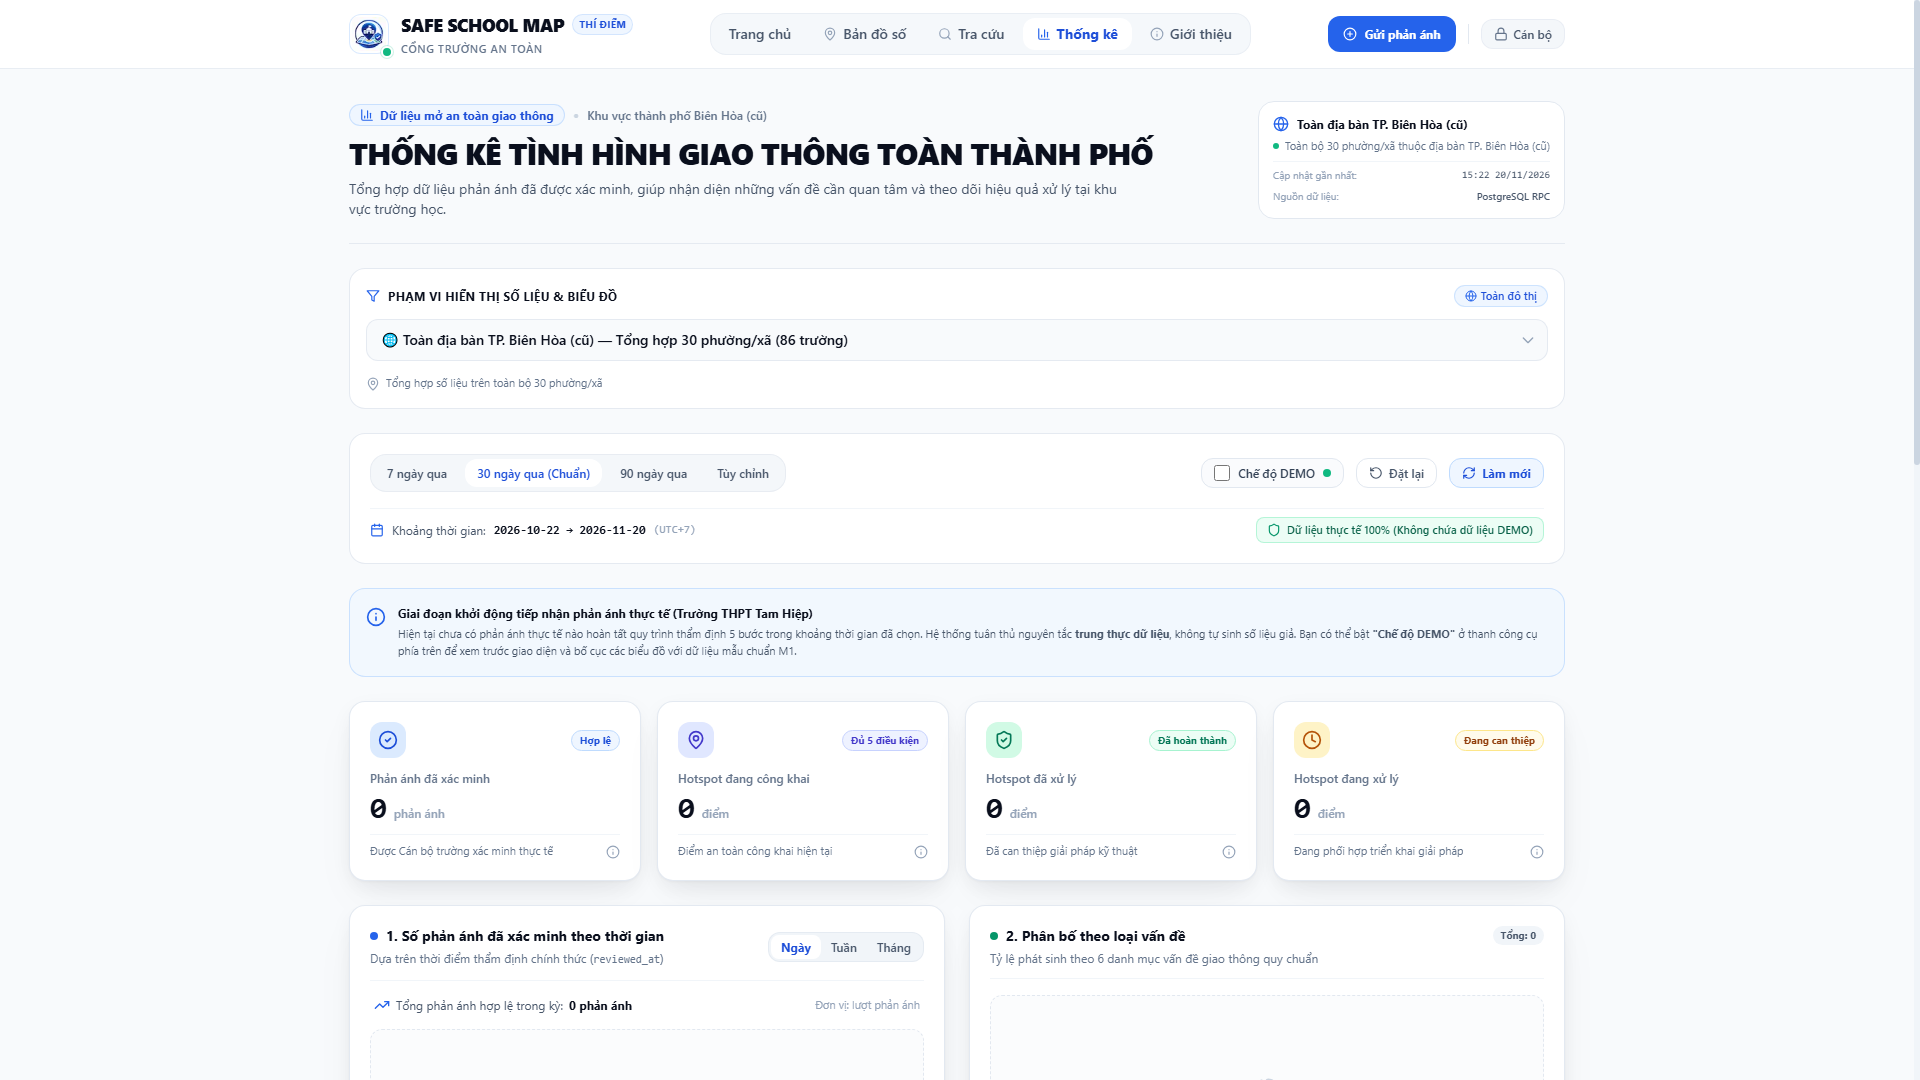 SAFE SCHOOL MAP THÍ ĐIỂM
CỔNG TRƯỜNG AN TOÀN
Trang chủ Bản đồ số Tra cứu Thống kê Giới thiệu
Gửi phản ánh Cán bộ
Dữ liệu mở an toàn giao thông • Khu vực thành phố Biên Hòa (cũ)
THỐNG KÊ TÌNH HÌNH GIAO THÔNG TOÀN THÀNH PHỐ
Tổng hợp dữ liệu phản ánh đã được xác minh, giúp nhận diện những vấn đề cần quan tâm và theo dõi hiệu quả xử lý tại khu
vực trường học.
Toàn địa bàn TP. Biên Hòa (cũ)
Toàn bộ 30 phường/xã thuộc địa bàn TP. Biên Hòa (cũ)
Cập nhật gần nhất: 15:22 20/11/2026
Nguồn dữ liệu: PostgreSQL RPC
PHẠM VI HIỂN THỊ SỐ LIỆU & BIỂU ĐỒ
Toàn đô thị
Toàn địa bàn TP. Biên Hòa (cũ) — Tổng hợp 30 phường/xã (86 trường)
Tổng hợp số liệu trên toàn bộ 30 phường/xã
7 ngày qua 30 ngày qua (Chuẩn) 90 ngày qua Tùy chỉnh
Chế độ DEMO Đặt lại Làm mới
Khoảng thời gian: 2026-10-22 → 2026-11-20 (UTC+7)
Dữ liệu thực tế 100% (Không chứa dữ liệu DEMO)
Giai đoạn khởi động tiếp nhận phản ánh thực tế (Trường THPT Tam Hiệp)
Hiện tại chưa có phản ánh thực tế nào hoàn tất quy trình thẩm định 5 bước trong khoảng thời gian đã chọn. Hệ thống tuân thủ nguyên tắc trung thực dữ liệu, không tự sinh số liệu giả. Bạn có thể bật "Chế độ DEMO" ở thanh công cụ
phía trên để xem trước giao diện và bố cục các biểu đồ với dữ liệu mẫu chuẩn M1.
Hợp lệ
Phản ánh đã xác minh
0 phản ánh
Được Cán bộ trường xác minh thực tế
Đủ 5 điều kiện
Hotspot đang công khai
0 điểm
Điểm an toàn công khai hiện tại
Đã hoàn thành
Hotspot đã xử lý
0 điểm
Đã can thiệp giải pháp kỹ thuật
Đang can thiệp
Hotspot đang xử lý
0 điểm
Đang phối hợp triển khai giải pháp
1. Số phản ánh đã xác minh theo thời gian
Dựa trên thời điểm thẩm định chính thức (reviewed_at)
Ngày Tuần Tháng
Tổng phản ánh hợp lệ trong kỳ: 0 phản ánh
Đơn vị: lượt phản ánh
2. Phân bố theo loại vấn đề
Tỷ lệ phát sinh theo 6 danh mục vấn đề giao thông quy chuẩn
Tổng: 0